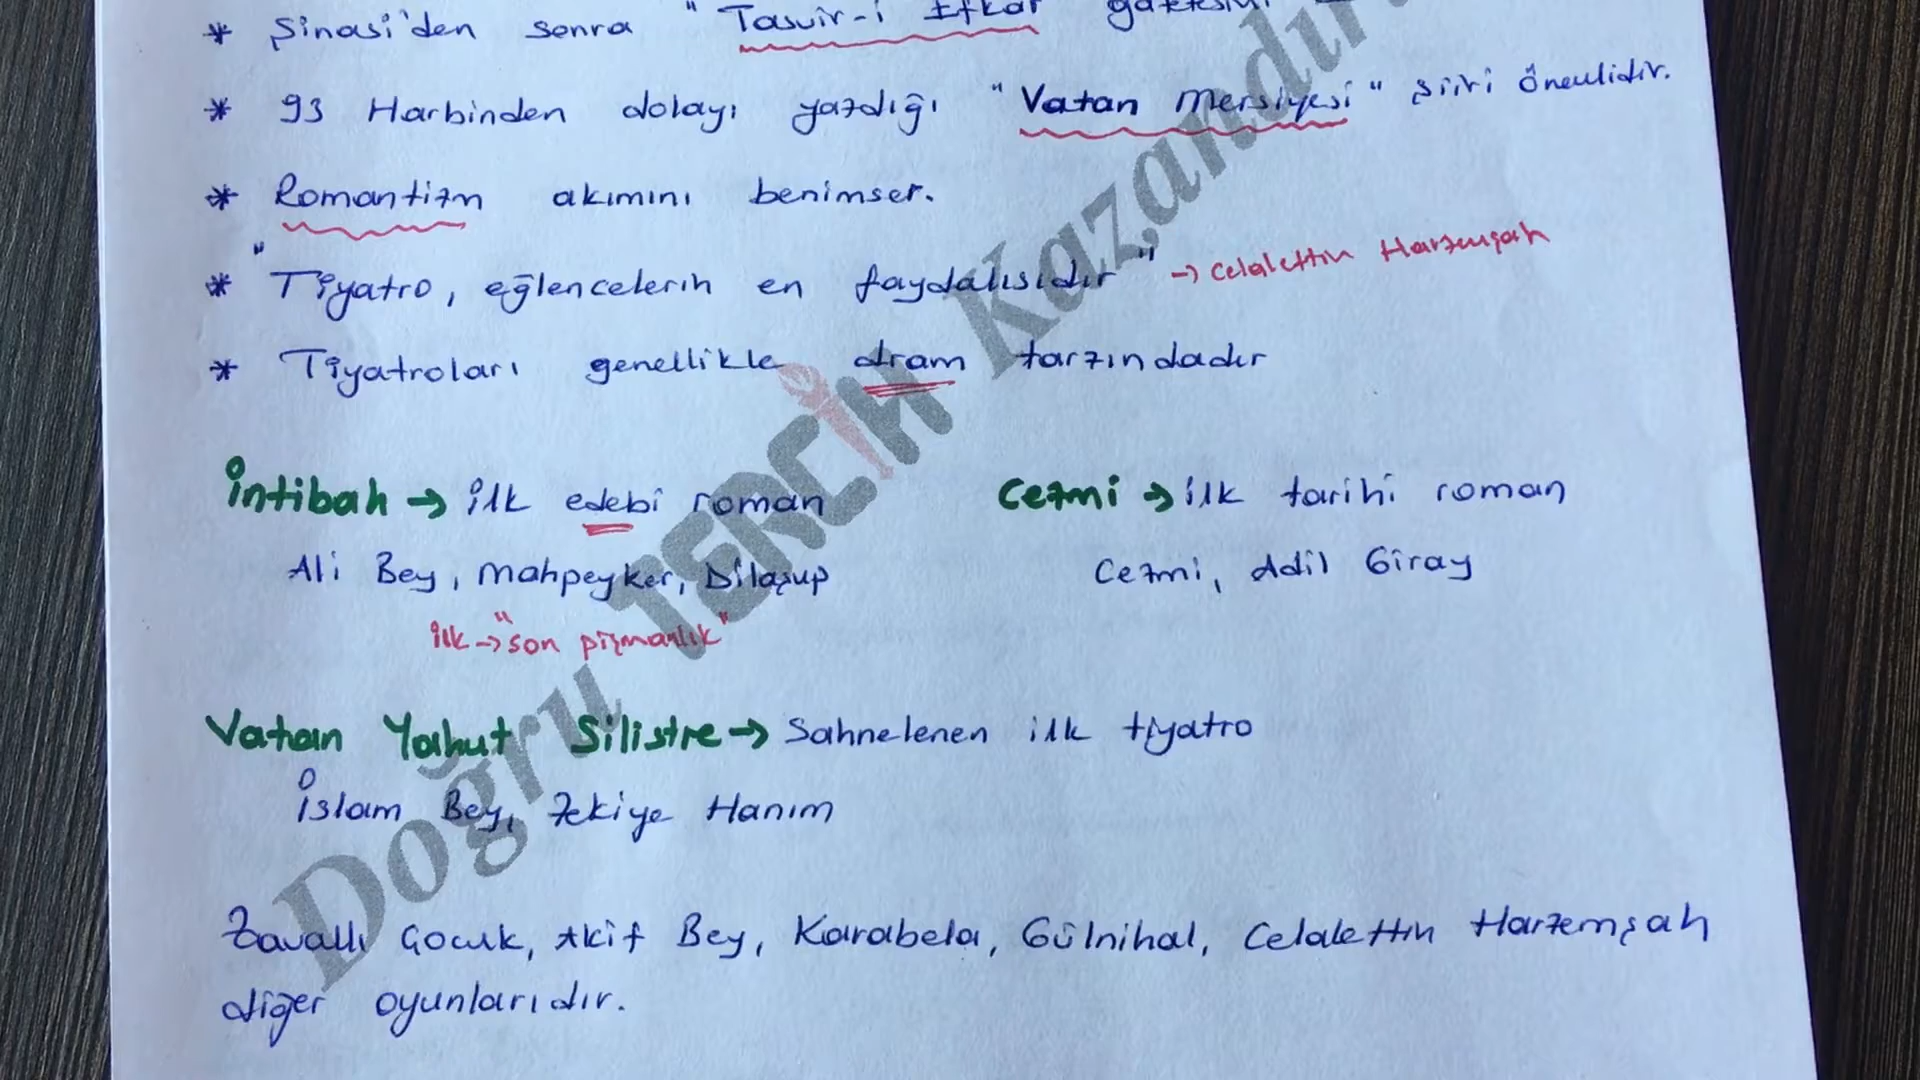 * Şinasi'den sonra "Tasvir-i Efkar
* 93 Harbinden dolayı yazdığı "Vatan Mersiyesi" şiiri önemlidir.
* Romantizm akımını benimser.
* "Tiyatro, eğlencelerin en faydalısıdır" → Celalettin Harzemşah
* Tiyatroları genellikle dram tarzındadır
İntibah → ilk edebi roman
Ali Bey, Mahpeyker, Dilaşup
ilk → "son pişmanlık"
Cezmi → ilk tarihi roman
Cezmi, Adil Giray
Vatan Yahut Silistre → Sahnelenen ilk tiyatro
İslam Bey, Zekiye Hanım
Zavallı Çocuk, Akif Bey, Karabela, Gülnihal, Celalettin Harzemşah
diğer oyunlarıdır.
Doğru TERCİH Kazandırır